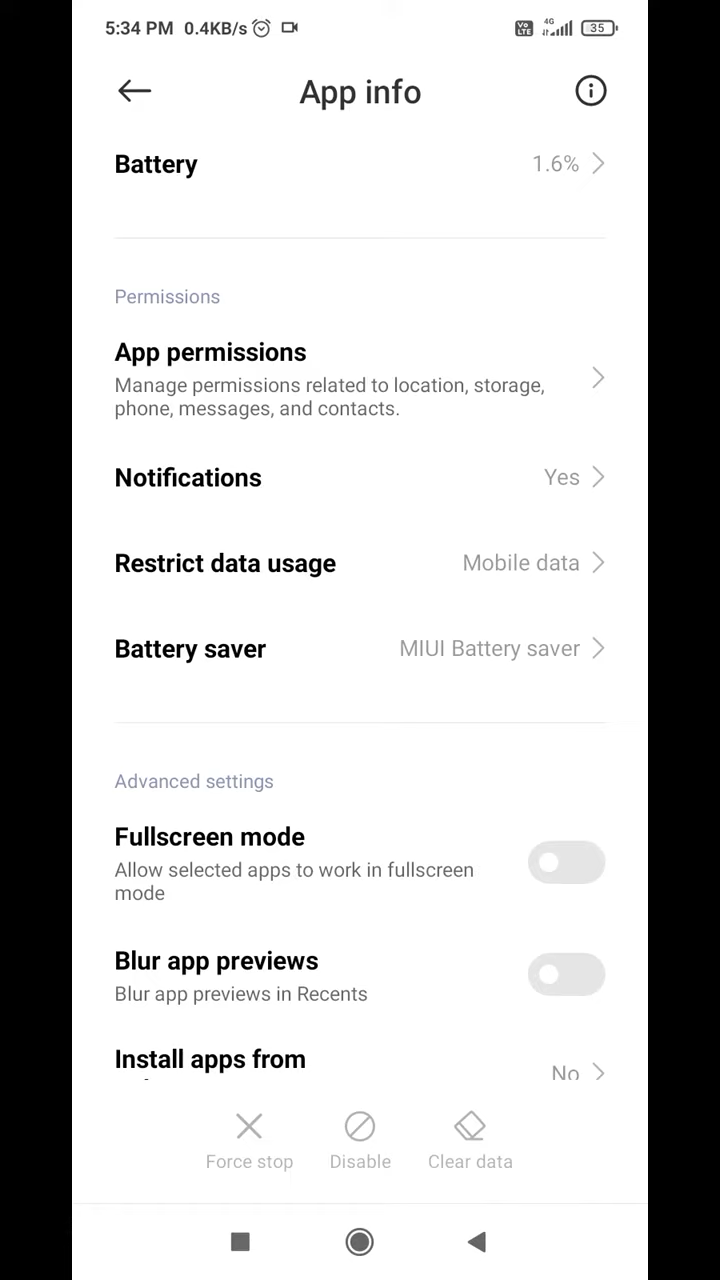 5:34 PM 0.4KB/s Vo LTE 4G 35
App info
Battery 1.6%
Permissions
App permissions
Manage permissions related to location, storage,
phone, messages, and contacts.
Notifications Yes
Restrict data usage Mobile data
Battery saver MIUI Battery saver
Advanced settings
Fullscreen mode
Allow selected apps to work in fullscreen
mode
Blur app previews
Blur app previews in Recents
Install apps from
No
Force stop Disable Clear data